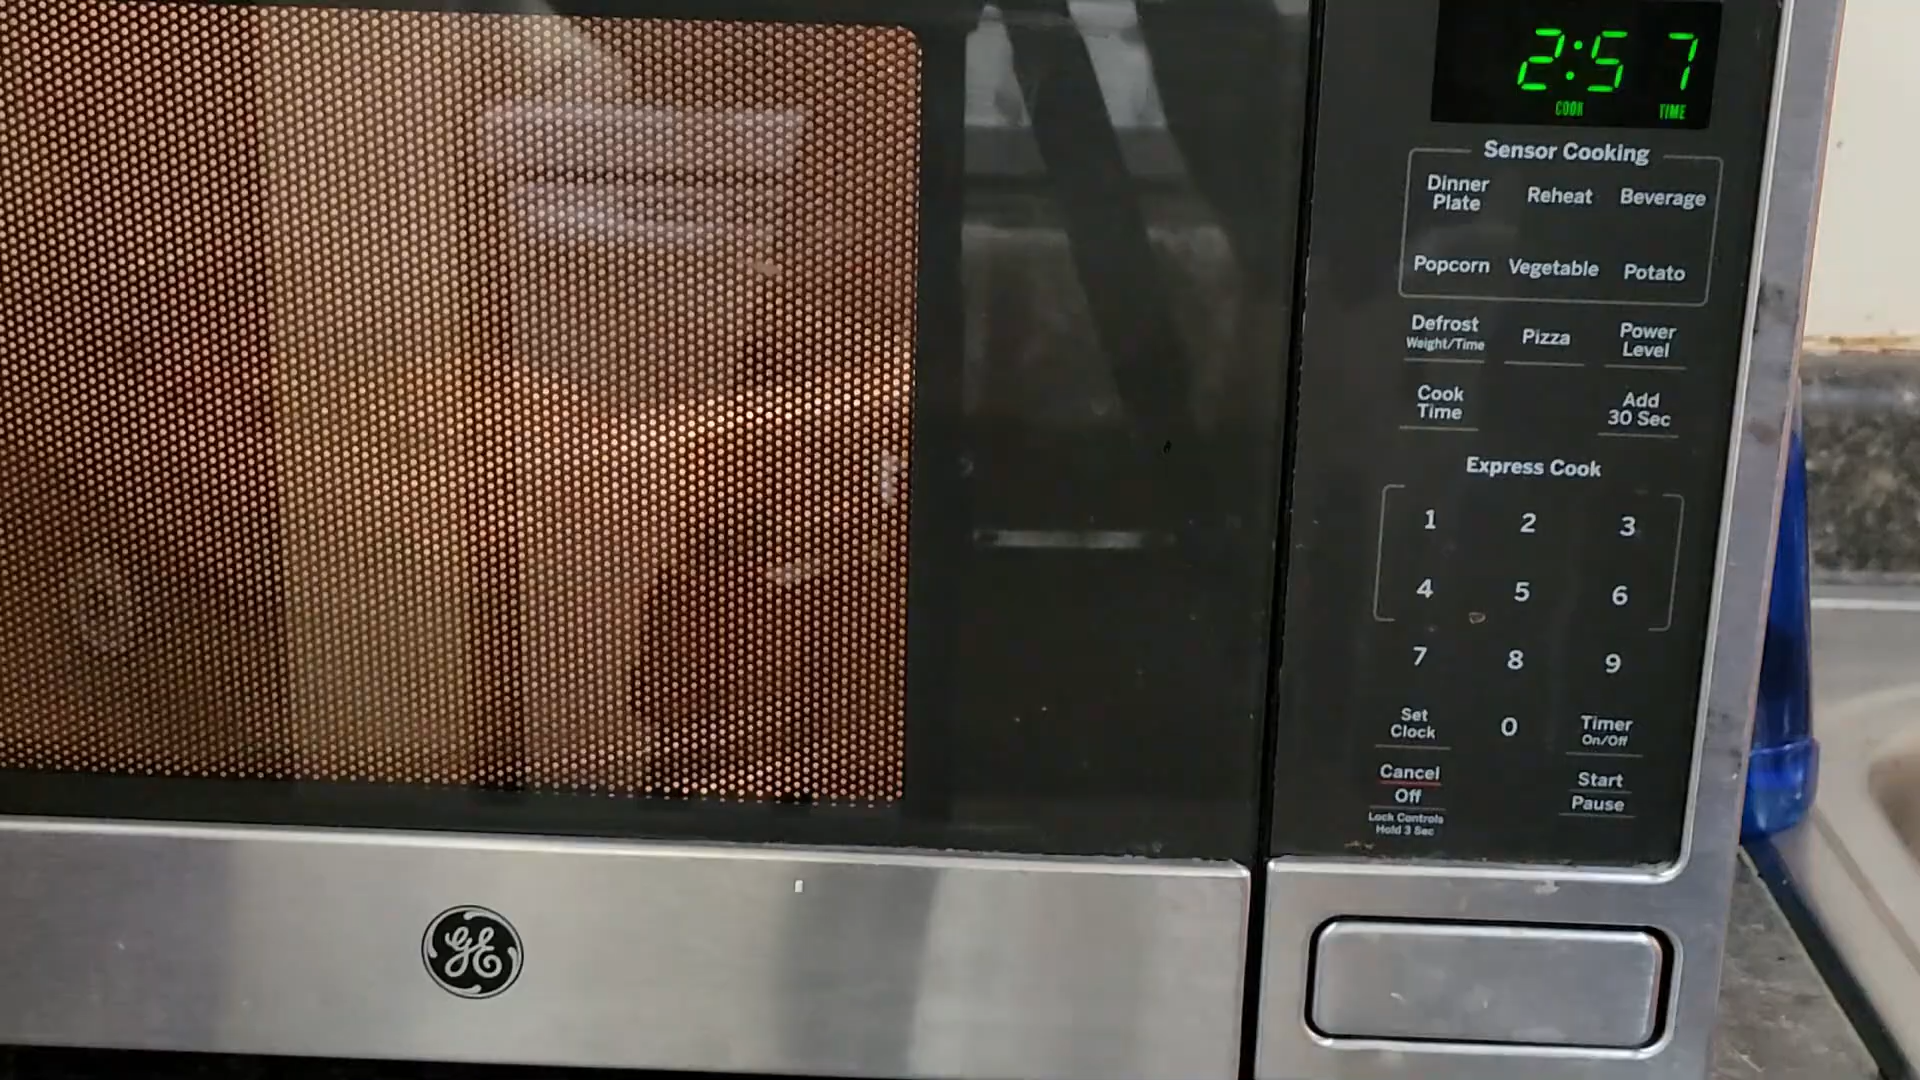 2:57
COOK TIME
Sensor Cooking
Dinner Plate
Reheat
Beverage
Popcorn
Vegetable
Potato
Defrost
Weight/Time
Pizza
Power Level
Cook Time
Add 30 Sec
Express Cook
1 2 3
4 5 6
7 8 9
Set Clock
0
Timer
On/Off
Cancel
Off
Lock Controls
Hold 3 Sec
Start
Pause
GE